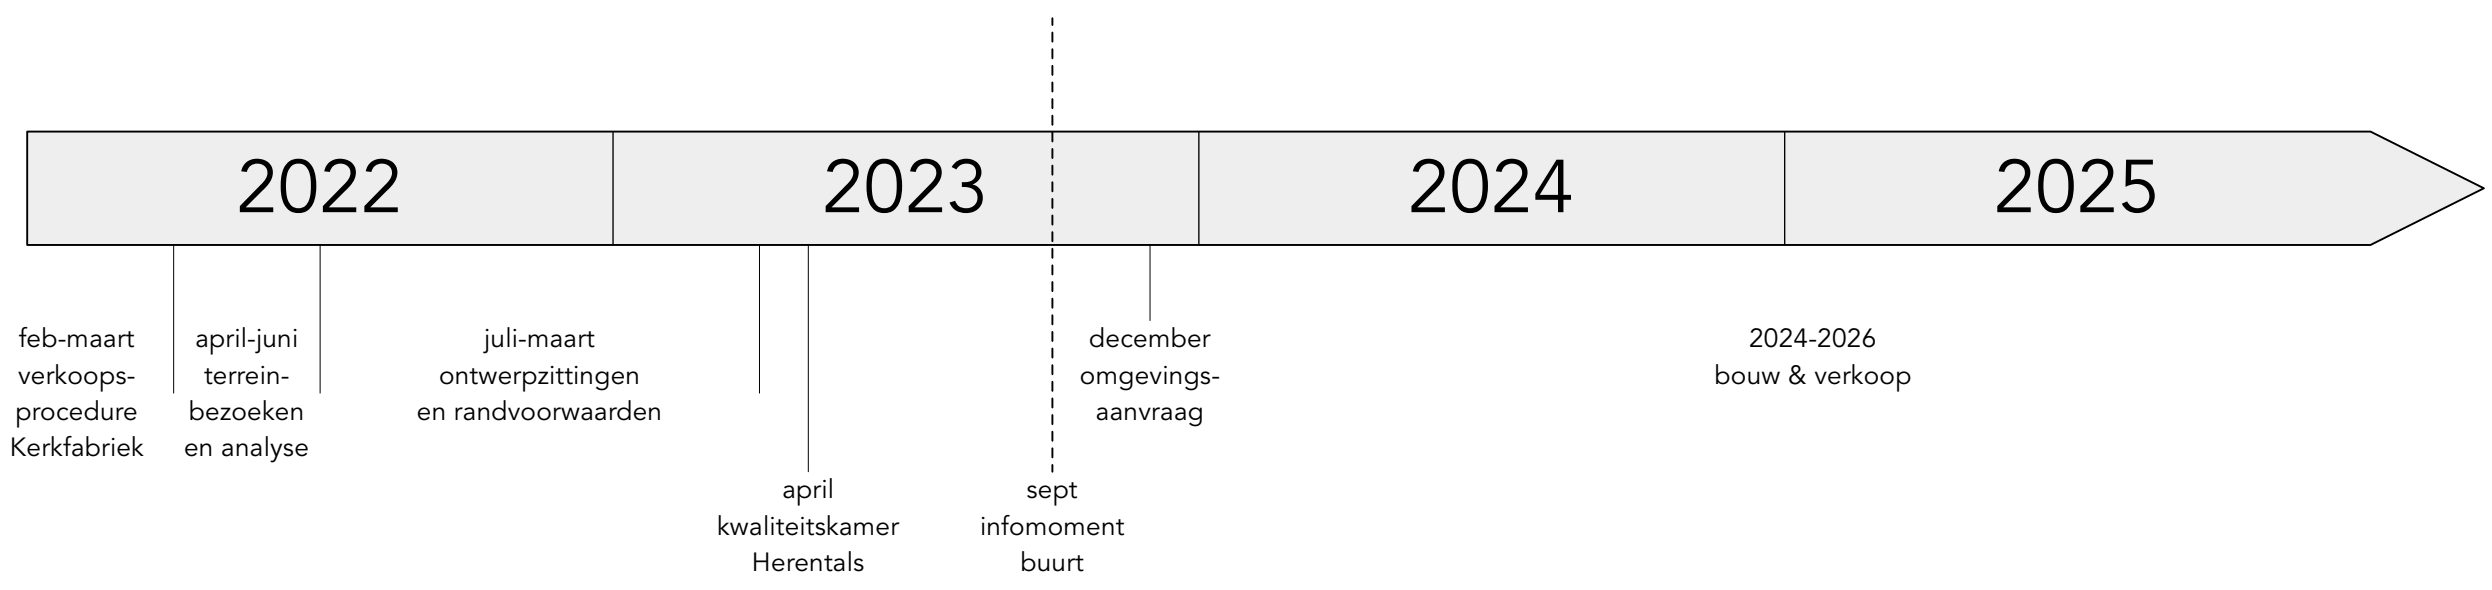 2022
2023
2024
2025
feb-maart
verkoops-
procedure
Kerkfabriek
april-juni
terrein-
bezoeken
en analyse
juli-maart
ontwerpzittingen
en randvoorwaarden
april
kwaliteitskamer
Herentals
sept
infomoment
buurt
december
omgevings-
aanvraag
2024-2026
bouw & verkoop